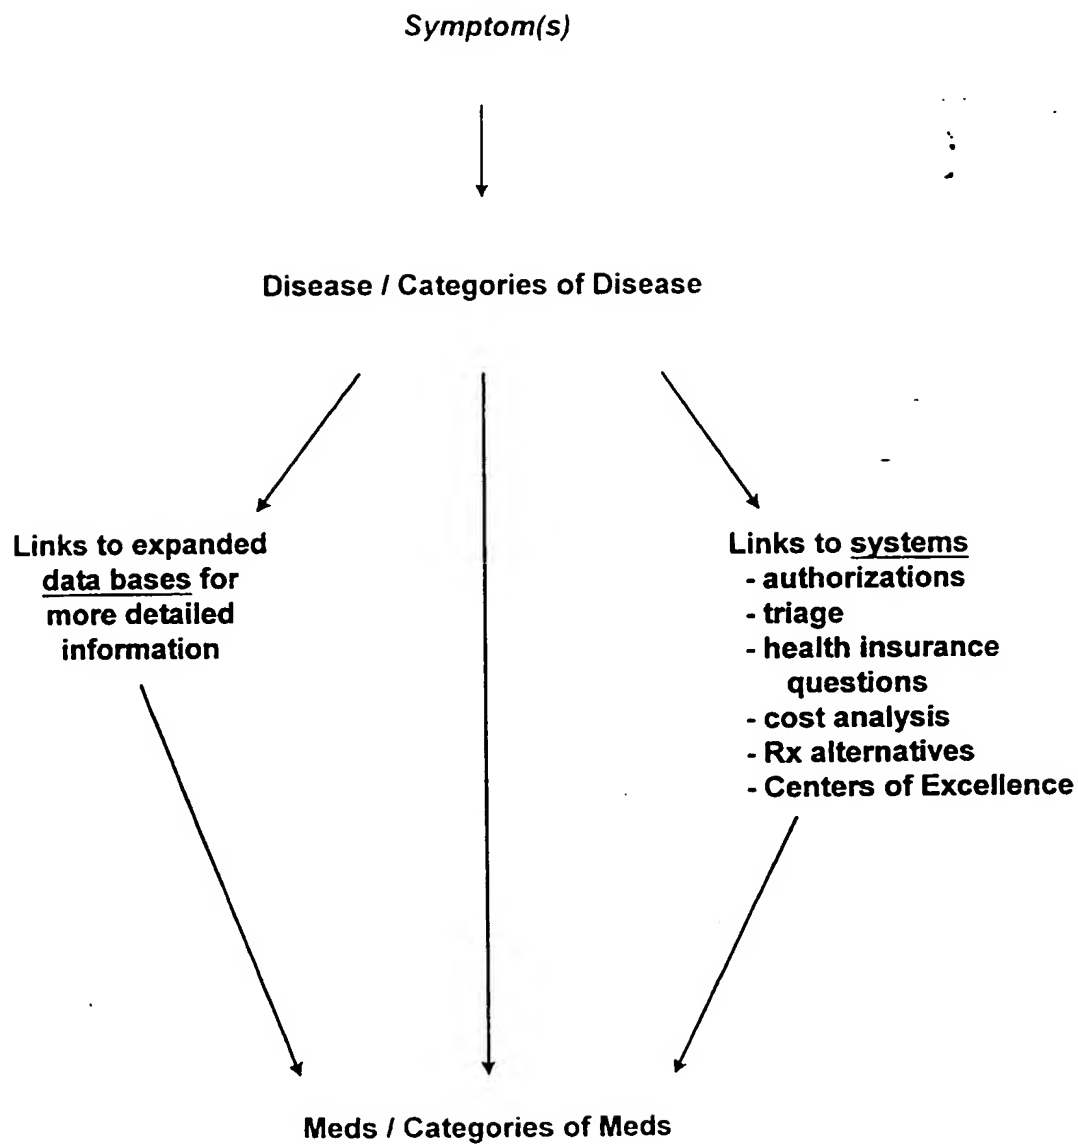 Symptom(s)
Disease / Categories of Disease
Links to expanded
data bases for
more detailed
information
Links to systems
- authorizations
- triage
- health insurance
questions
- cost analysis
- Rx alternatives
- Centers of Excellence
Meds / Categories of Meds